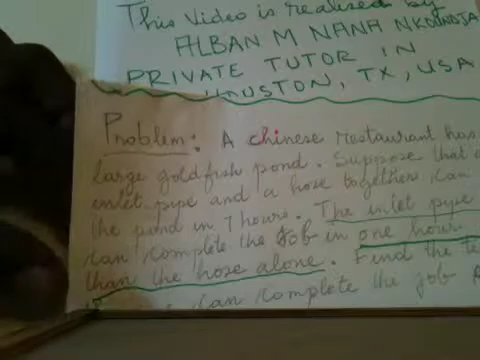 This video is realised by
ALBAN M NANA NKOUNDJA
PRIVATE TUTOR IN
HOUSTON, TX, USA
Problem: A chinese restaurant has
large goldfish pond. Suppose that
inlet pipe and a hose together can
the pond in 7 hours. The inlet pipe
can complete the job in one hour
than the hose alone. Find the
can complete the job